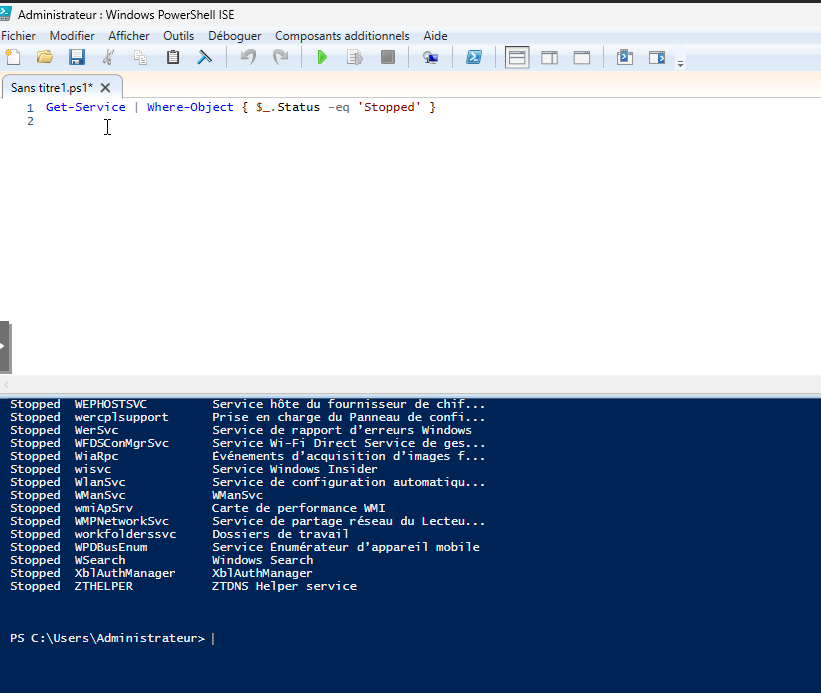 Administrateur : Windows PowerShell ISE
Fichier Modifier Afficher Outils Déboguer Composants additionnels Aide
Sans titre1.ps1*
1 Get-Service | Where-Object { $_.Status -eq 'Stopped' }
2
Stopped WEPHOSTSVC Service hôte du fournisseur de chif...
Stopped wercplsupport Prise en charge du Panneau de confi...
Stopped WerSvc Service de rapport d’erreurs Windows
Stopped WFDSConMgrSvc Service Wi-Fi Direct Service de ges...
Stopped WiaRpc Événements d’acquisition d’images f...
Stopped wisvc Service Windows Insider
Stopped WlanSvc Service de configuration automatiqu...
Stopped WManSvc WManSvc
Stopped wmiApSrv Carte de performance WMI
Stopped WMPNetworkSvc Service de partage réseau du Lecteu...
Stopped workfolderssvc Dossiers de travail
Stopped WPDBusEnum Service Énumérateur d’appareil mobile
Stopped WSearch Windows Search
Stopped XblAuthManager XblAuthManager
Stopped ZTHELPER ZTDNS Helper service
PS C:\Users\Administrateur>